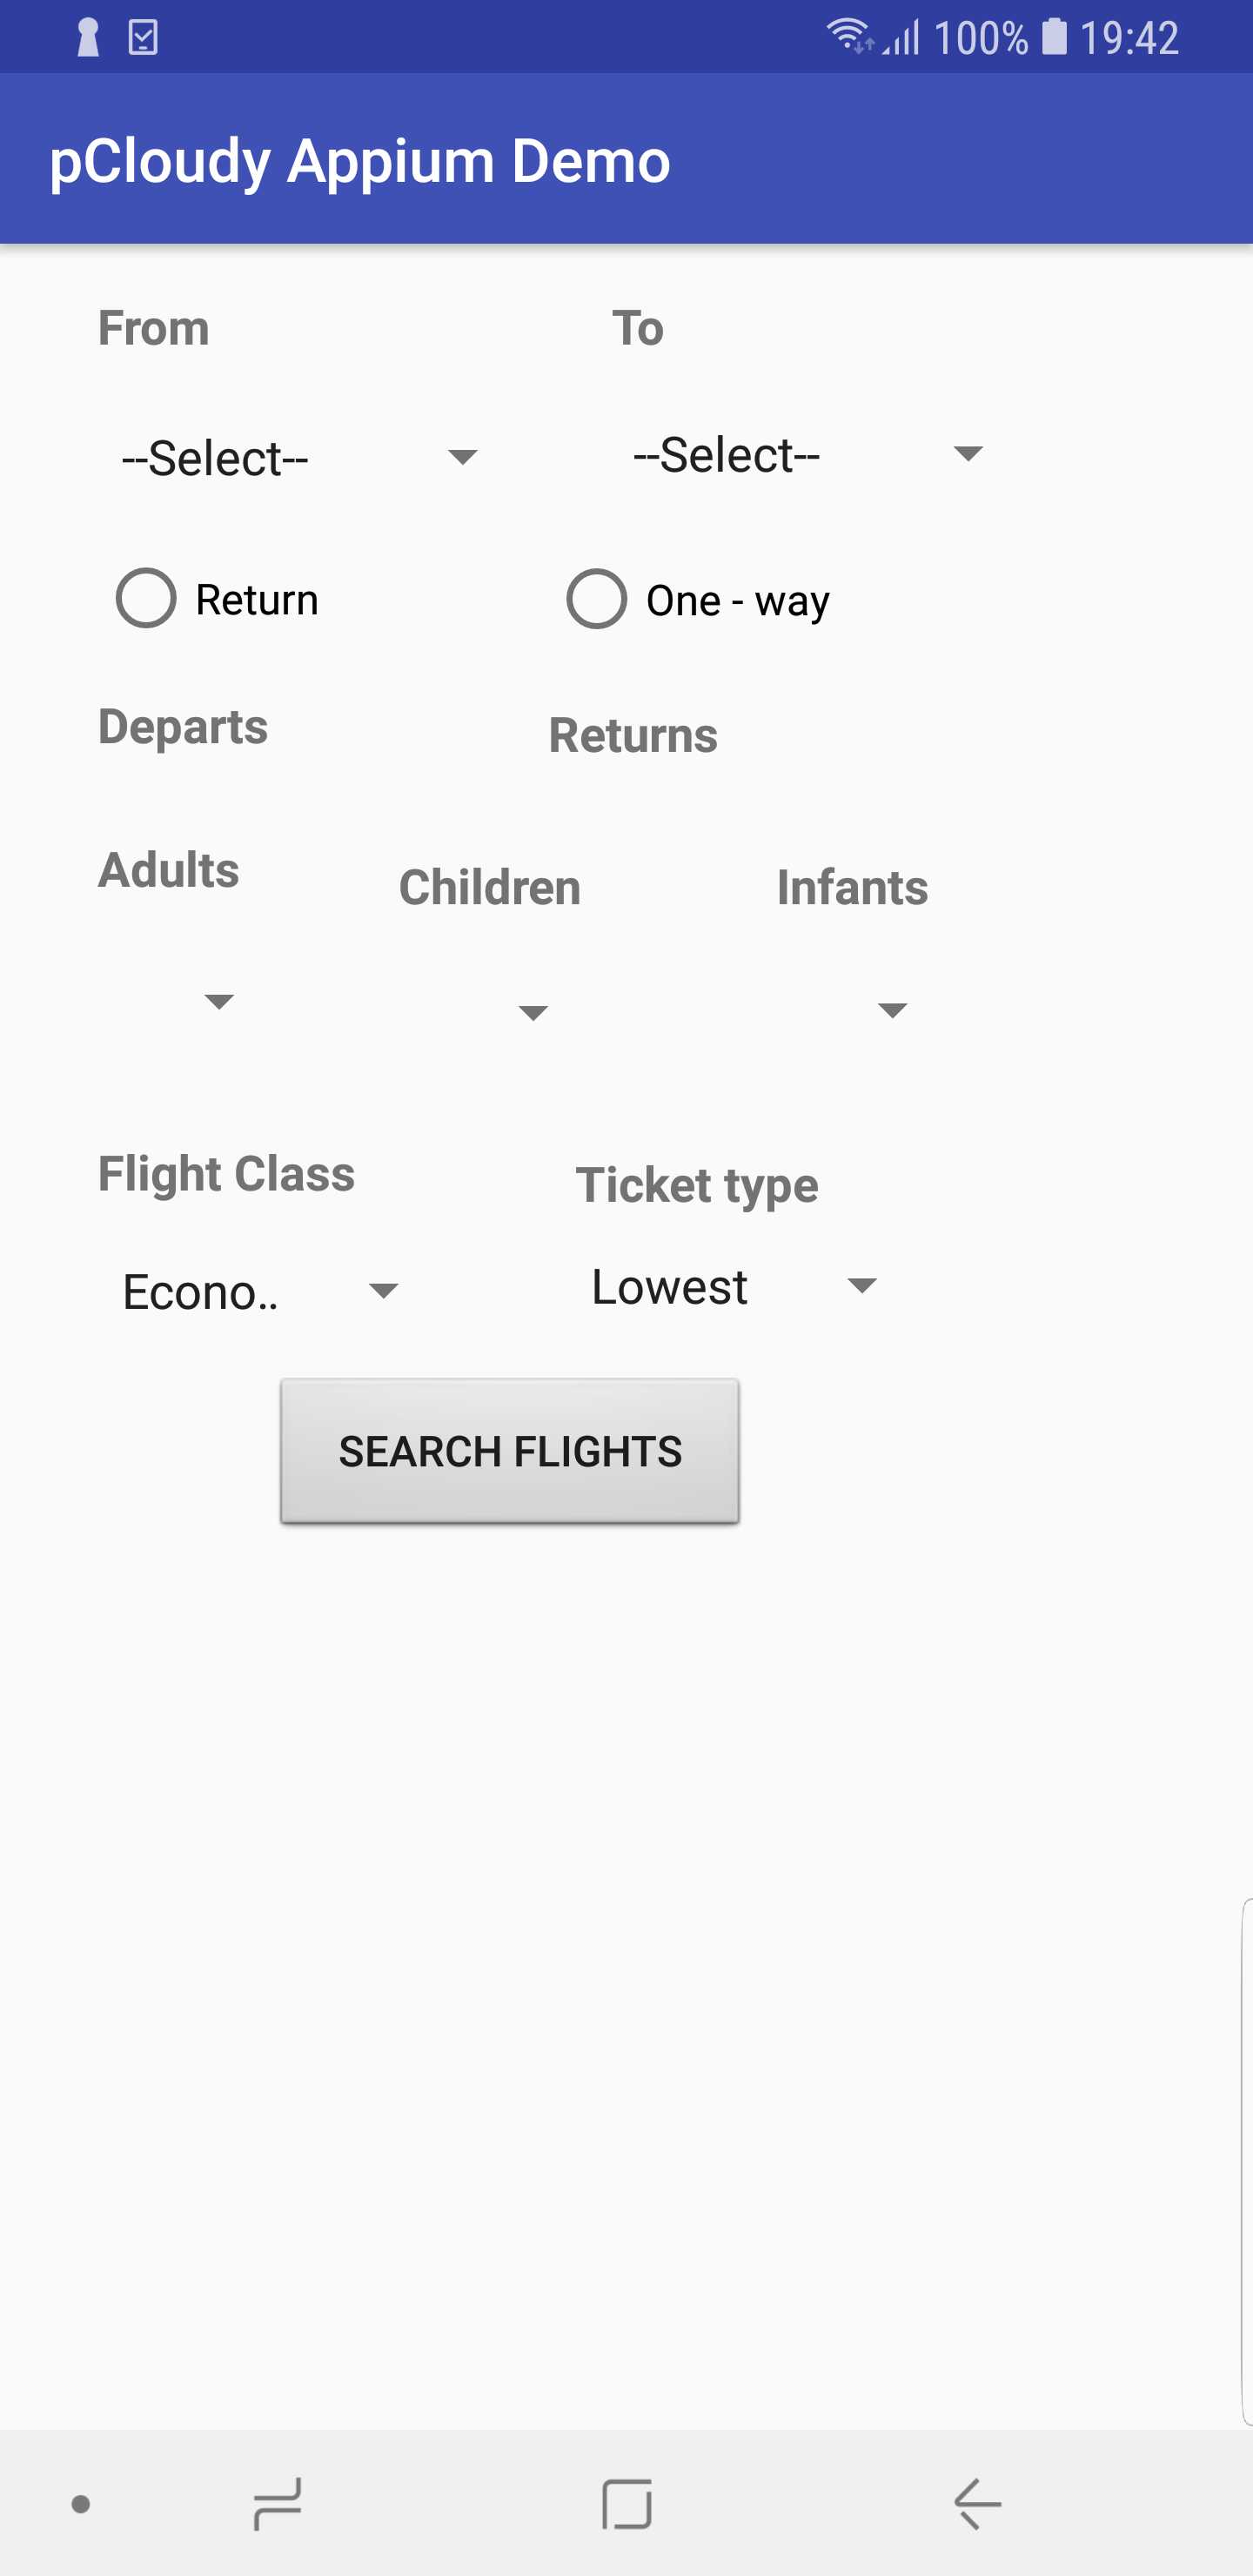 100% 19:42
pCloudy Appium Demo
From To
--Select-- --Select--
Return One - way
Departs Returns
Adults Children Infants
Flight Class Ticket type
Econo.. Lowest
SEARCH FLIGHTS